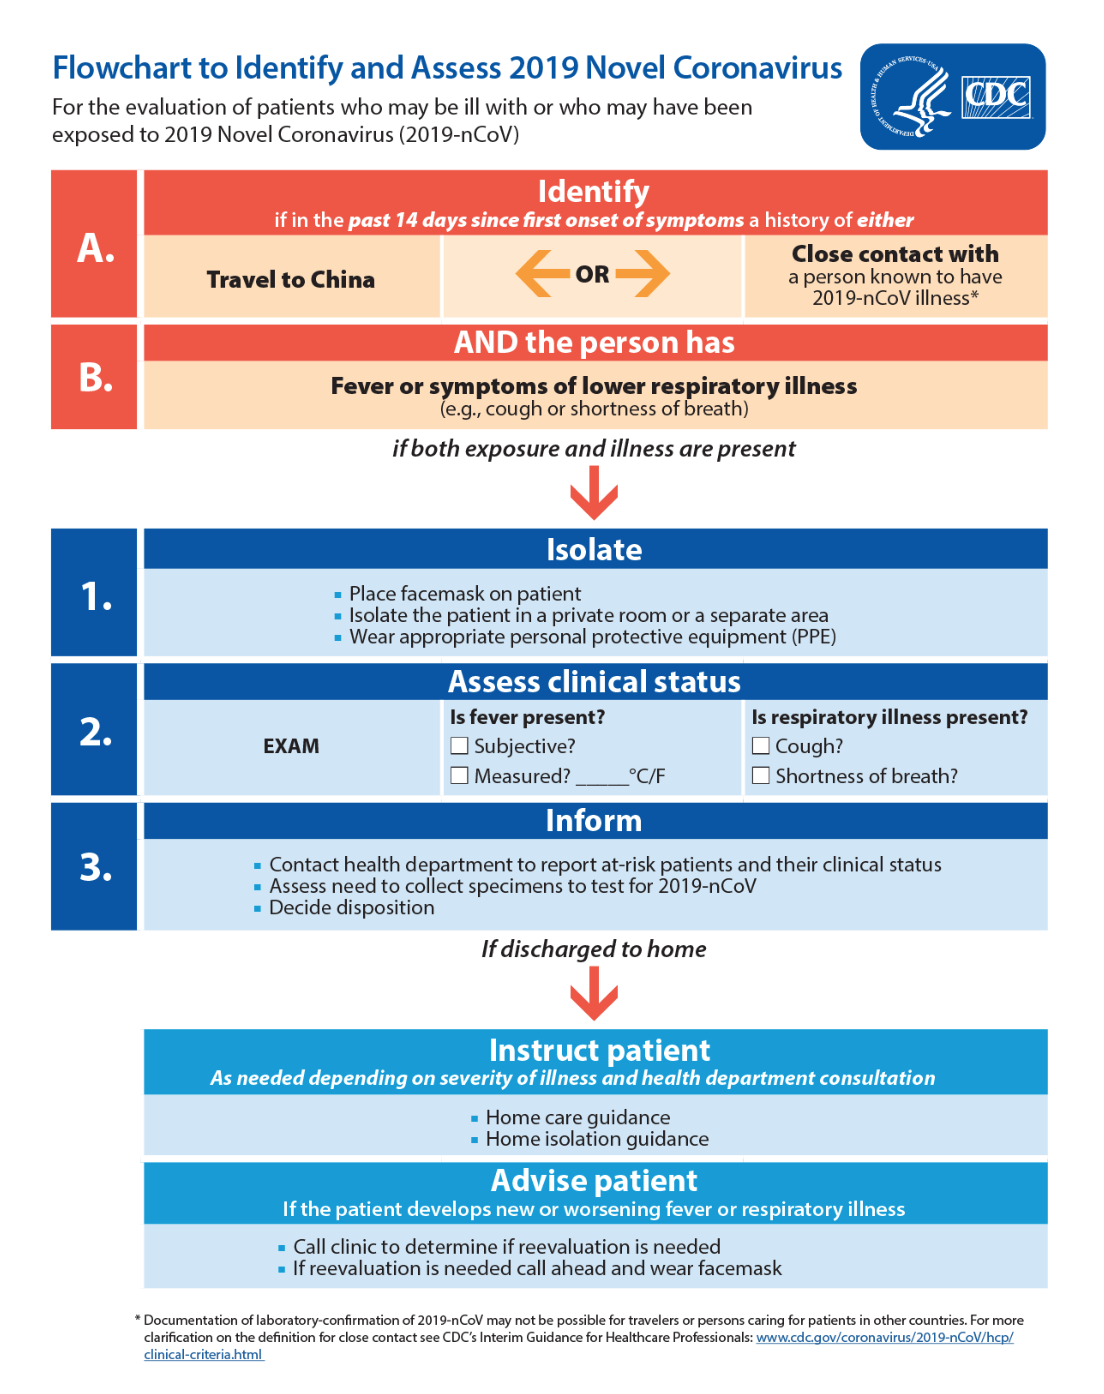 Flowchart to Identify and Assess 2019 Novel Coronavirus
For the evaluation of patients who may be ill with or who may have been
exposed to 2019 Novel Coronavirus (2019-nCoV)
DEPARTMENT OF HEALTH & HUMAN SERVICES•USA
CDC
A.
Identify
if in the past 14 days since first onset of symptoms a history of either
Travel to China
OR
Close contact with
a person known to have
2019-nCoV illness*
B.
AND the person has
Fever or symptoms of lower respiratory illness
(e.g., cough or shortness of breath)
if both exposure and illness are present
1.
Isolate
▪ Place facemask on patient
▪ Isolate the patient in a private room or a separate area
▪ Wear appropriate personal protective equipment (PPE)
2.
Assess clinical status
EXAM
Is fever present?
Subjective?
Measured? _____°C/F
Is respiratory illness present?
Cough?
Shortness of breath?
3.
Inform
▪ Contact health department to report at-risk patients and their clinical status
▪ Assess need to collect specimens to test for 2019-nCoV
▪ Decide disposition
If discharged to home
Instruct patient
As needed depending on severity of illness and health department consultation
▪ Home care guidance
▪ Home isolation guidance
Advise patient
If the patient develops new or worsening fever or respiratory illness
▪ Call clinic to determine if reevaluation is needed
▪ If reevaluation is needed call ahead and wear facemask
* Documentation of laboratory-confirmation of 2019-nCoV may not be possible for travelers or persons caring for patients in other countries. For more
clarification on the definition for close contact see CDC’s Interim Guidance for Healthcare Professionals: www.cdc.gov/coronavirus/2019-nCoV/hcp/
clinical-criteria.html